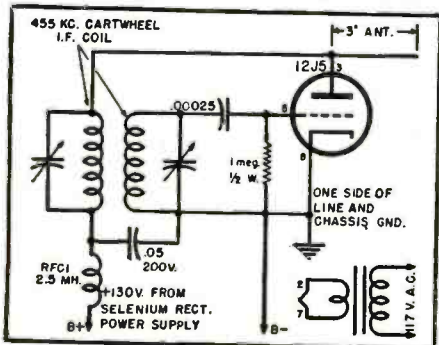 455 KC. CARTWHEEL
I.F. COIL
3" ANT.
12J5
3
.00025
5
8
1 meg.
½ W.
ONE SIDE OF
LINE AND
CHASSIS GND.
.05
200V.
RFC1
2.5 MH.
+130V. FROM
SELENIUM RECT.
POWER SUPPLY
B+
B-
2
7
117 V. A.C.